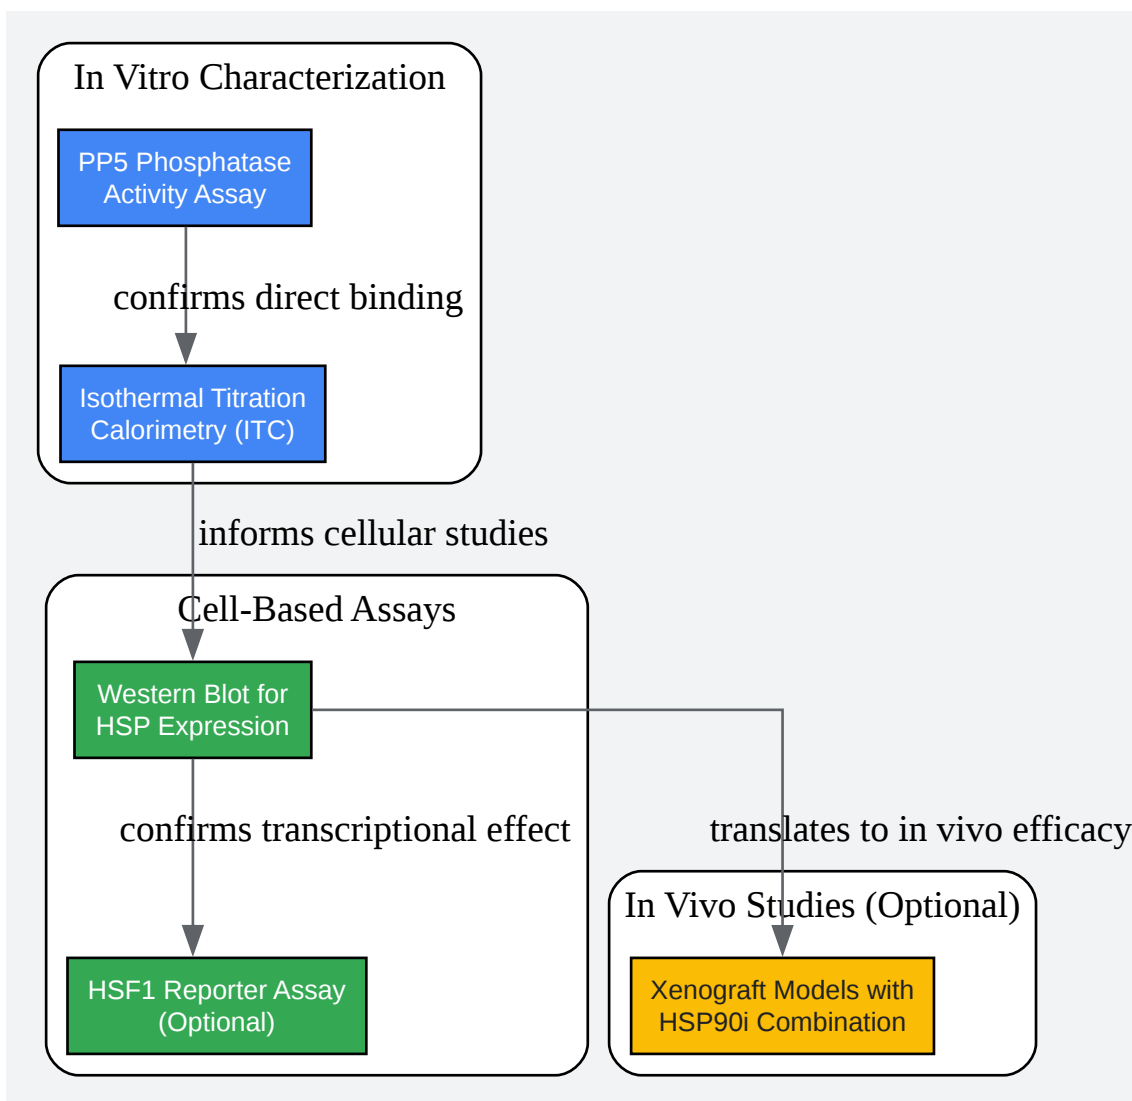 In Vitro Characterization
PP5 Phosphatase
Activity Assay
confirms direct binding
Isothermal Titration
Calorimetry (ITC)
informs cellular studies
Cell-Based Assays
Western Blot for
HSP Expression
confirms transcriptional effect
translates to in vivo efficacy
In Vivo Studies (Optional)
HSF1 Reporter Assay
(Optional)
Xenograft Models with
HSP90i Combination